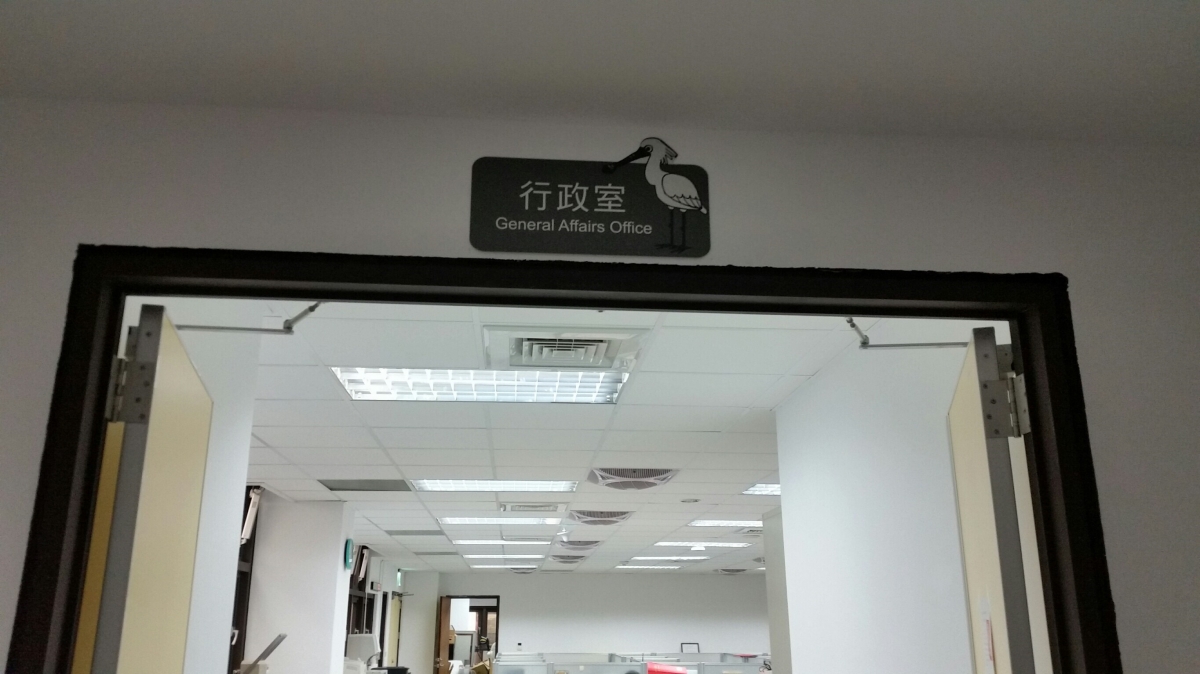 行政室
General Affairs Office